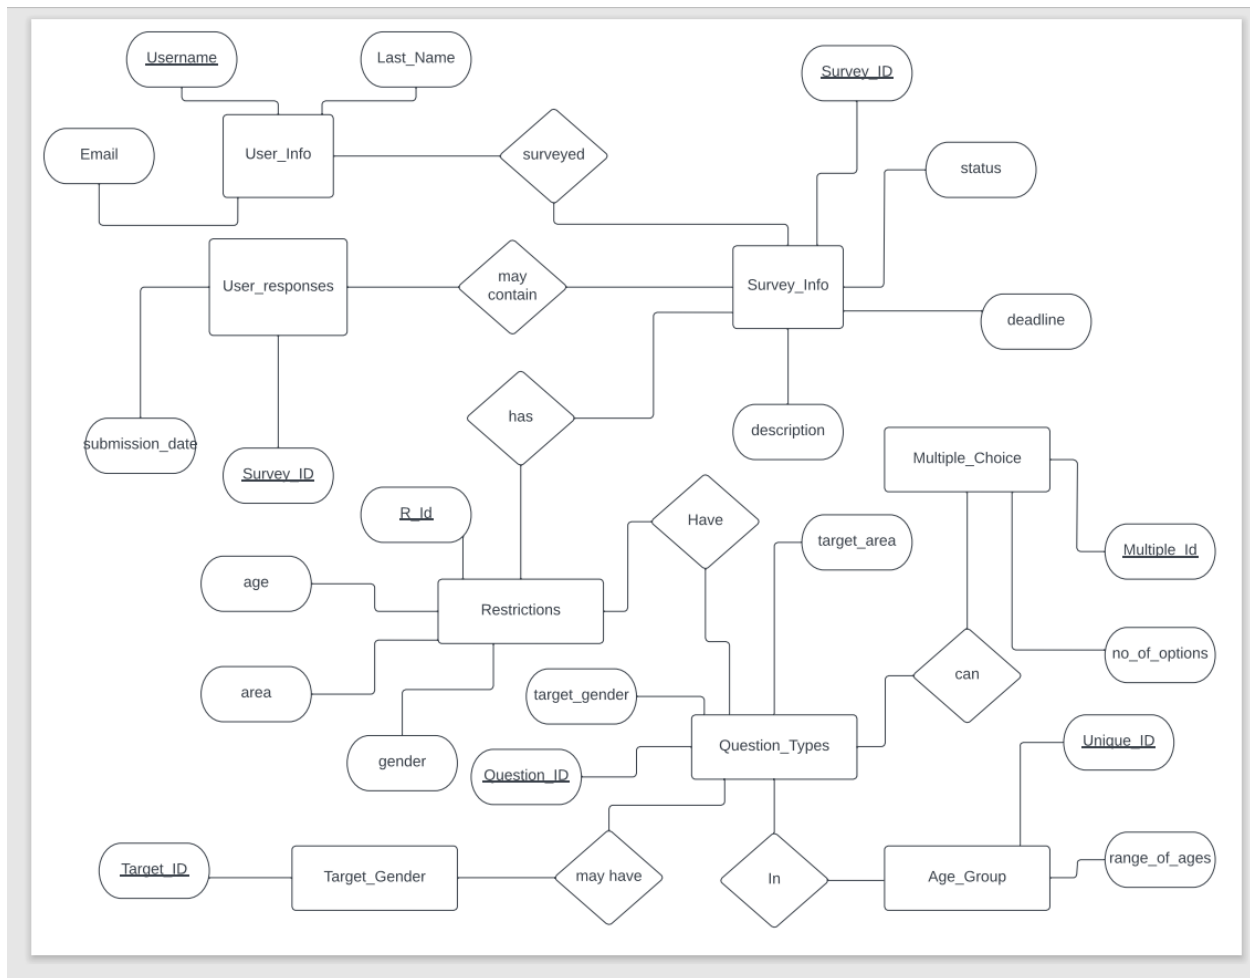 Username
Last_Name
Survey_ID
Email
User_Info
surveyed
status
User_responses
may
contain
Survey_Info
deadline
has
description
submission_date
Survey_ID
Multiple_Choice
R_Id
Have
target_area
Multiple_Id
age
Restrictions
no_of_options
can
area
target_gender
Question_Types
Unique_ID
gender
Question_ID
Target_ID
Target_Gender
may have
In
Age_Group
range_of_ages